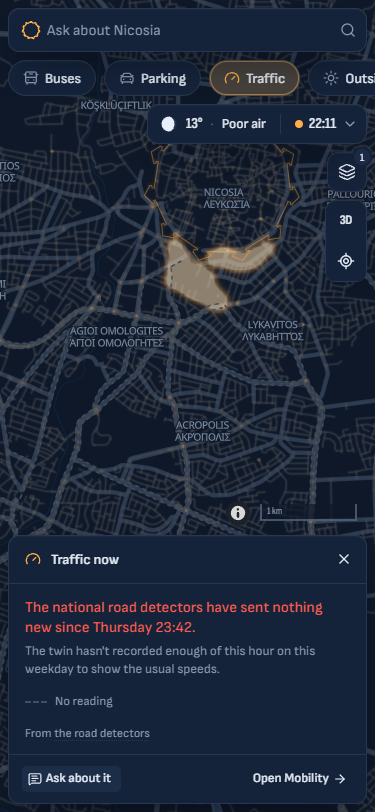 Ask about Nicosia
Buses
Parking
Traffic
KÖŞKLÜÇİFTLİK
13° · Poor air
22:11
1
NICOSIA
ΛΕΥΚΩΣΙΑ
3D
AGIOI OMOLOGITES
ΑΓΙΟΙ ΟΜΟΛΟΓΗΤΕΣ
LYKAVITOS
ΛΥΚΑΒΗΤΤΟΣ
ACROPOLIS
ΑΚΡΟΠΟΛΙΣ
1 km
Traffic now
The national road detectors have sent nothing
new since Thursday 23:42.
The twin hasn't recorded enough of this hour on this
weekday to show the usual speeds.
No reading
From the road detectors
Ask about it
Open Mobility →